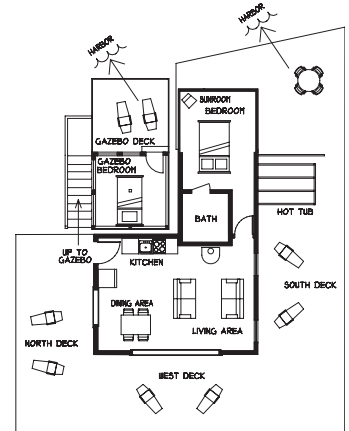 HARBOR
HARBOR
SUNROOM
BEDROOM
GAZEBO DECK
GAZEBO
BEDROOM
BATH
HOT TUB
UP TO
GAZEBO
KITCHEN
SOUTH DECK
DINING AREA
LIVING AREA
NORTH DECK
WEST DECK